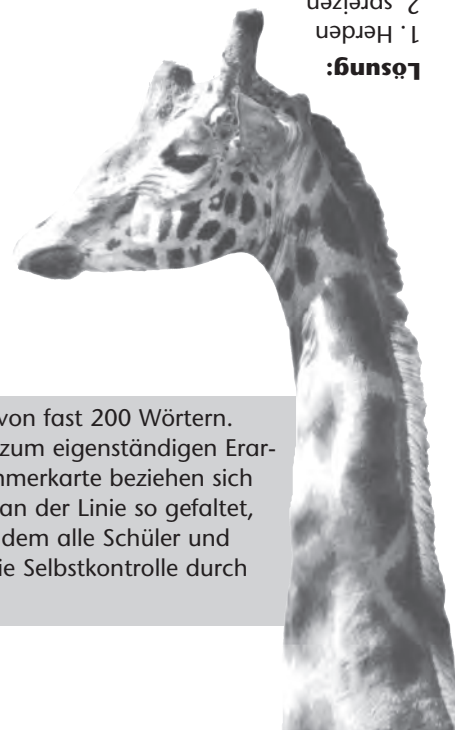 Lösung:
1. Herden
2. spreizen
von fast 200 Wörtern.
zum eigenständigen Erar-
nmerkarte beziehen sich
an der Linie so gefaltet,
dem alle Schüler und
ie Selbstkontrolle durch